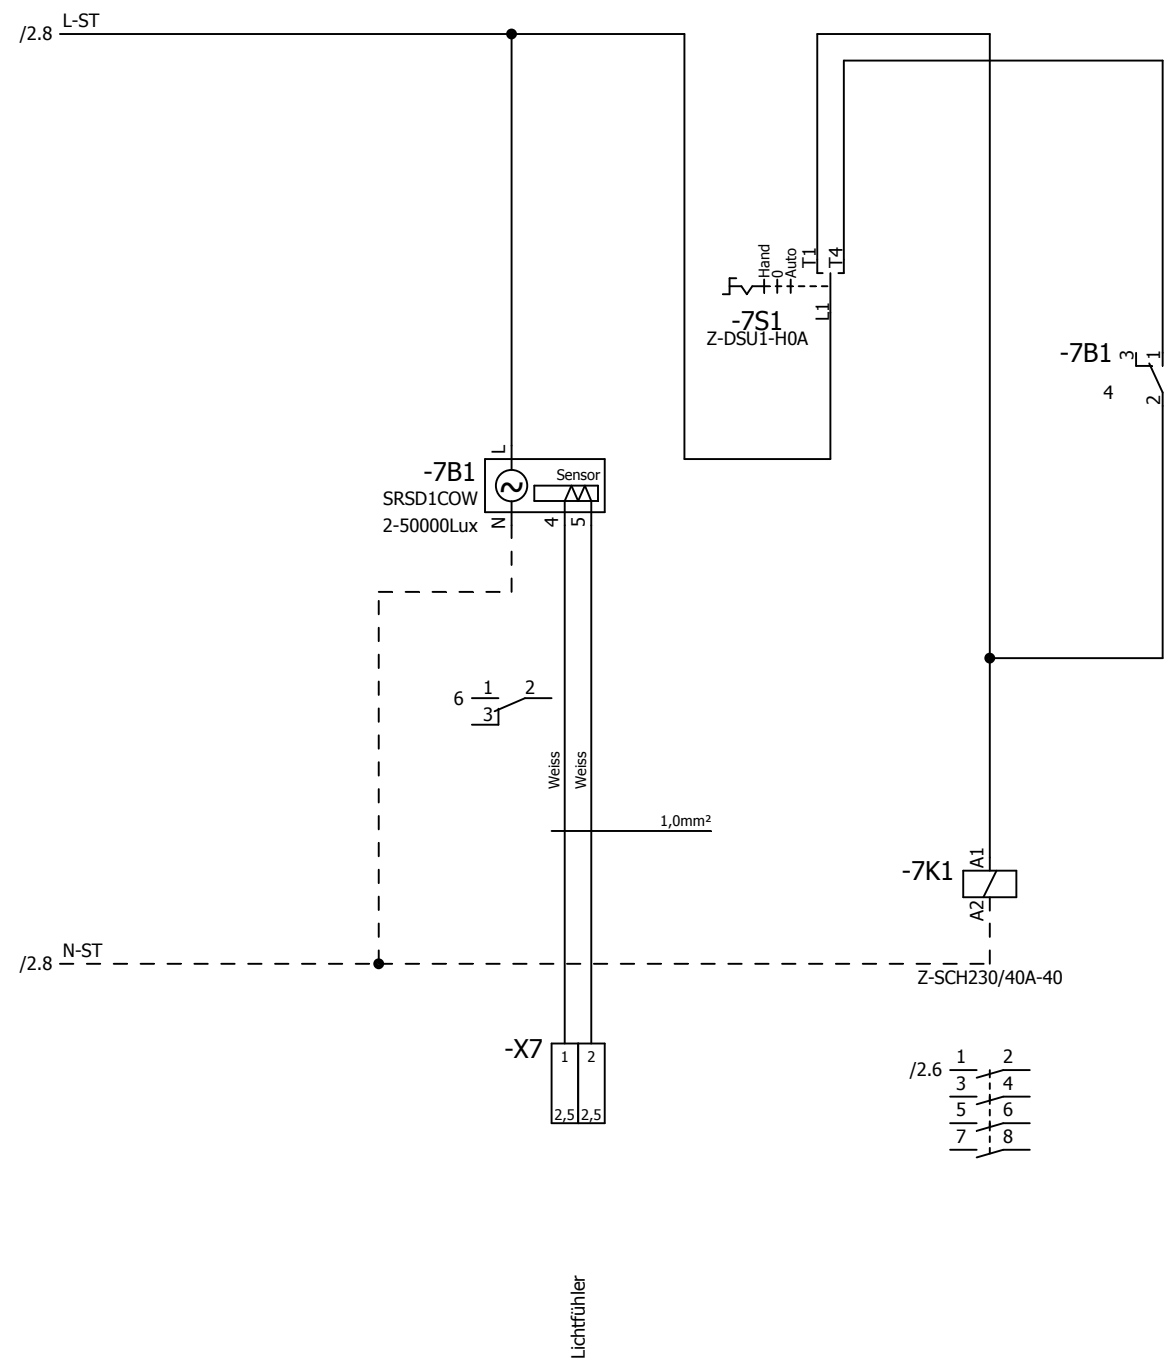 L-ST
/2.8
Hand
0
Auto
T1
T4
L1
-7S1
Z-DSU1-H0A
-7B1
3
1
4
2
L
-7B1
Sensor
SRSD1COW
2-50000Lux
N
4
5
6
1
2
3
Weiss
Weiss
1,0mm²
A1
-7K1
A2
N-ST
/2.8
Z-SCH230/40A-40
-X7
1
2
2,5
2,5
/2.6
1
2
3
4
5
6
7
8
Lichtfühler